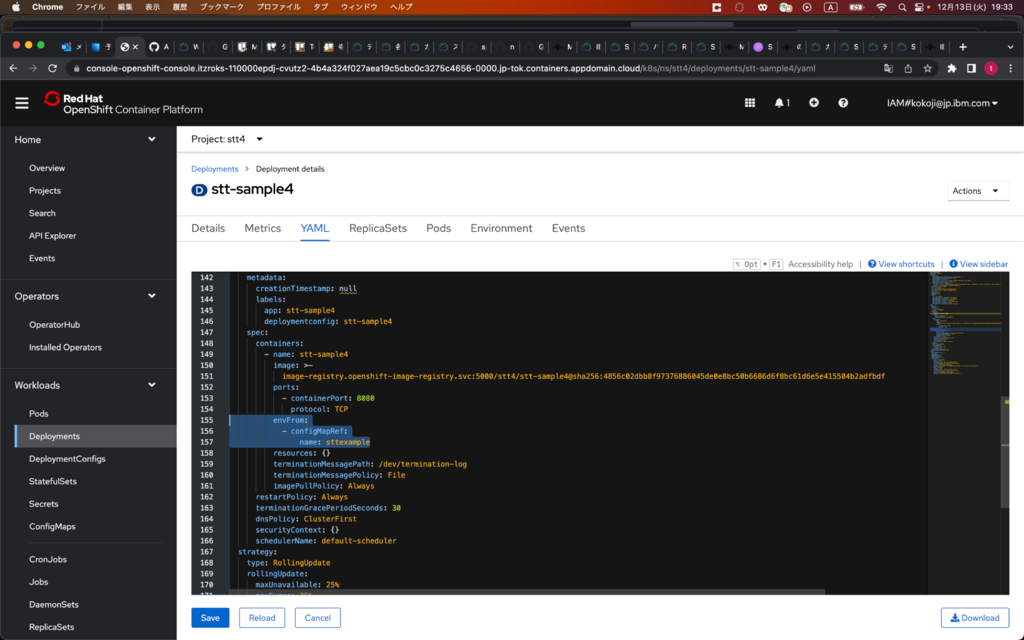 Chrome ファイル 編集 表示 履歴 ブックマーク プロファイル タブ ウィンドウ ヘルプ
A 12月13日(火) 19:33
console-openshift-console.itzroks-110000epdj-cvutz2-4b4a324f027aea19c5cbc0c3275c4656-0000.jp-tok.containers.appdomain.cloud/k8s/ns/stt4/deployments/stt-sample4/yaml
Red Hat
OpenShift Container Platform
1
IAM#kokoji@jp.ibm.com
Home
Overview
Projects
Search
API Explorer
Events
Operators
OperatorHub
Installed Operators
Workloads
Pods
Deployments
DeploymentConfigs
StatefulSets
Secrets
ConfigMaps
CronJobs
Jobs
DaemonSets
ReplicaSets
Project: stt4
Deployments > Deployment details
D stt-sample4
Actions
Details Metrics YAML ReplicaSets Pods Environment Events
⌥ Opt + F1 Accessibility help | View shortcuts | View sidebar
142 metadata:
143 creationTimestamp: null
144 labels:
145 app: stt-sample4
146 deploymentconfig: stt-sample4
147 spec:
148 containers:
149 - name: stt-sample4
150 image: >-
151 image-registry.openshift-image-registry.svc:5000/stt4/stt-sample4@sha256:4856c02dbb8f97376886045de0e8bc50b6686d6f8bc61d6e5e415504b2adfbdf
152 ports:
153 - containerPort: 8080
154 protocol: TCP
155 envFrom:
156 - configMapRef:
157 name: sttexample
158 resources: {}
159 terminationMessagePath: /dev/termination-log
160 terminationMessagePolicy: File
161 imagePullPolicy: Always
162 restartPolicy: Always
163 terminationGracePeriodSeconds: 30
164 dnsPolicy: ClusterFirst
165 securityContext: {}
166 schedulerName: default-scheduler
167 strategy:
168 type: RollingUpdate
169 rollingUpdate:
170 maxUnavailable: 25%
Save Reload Cancel Download